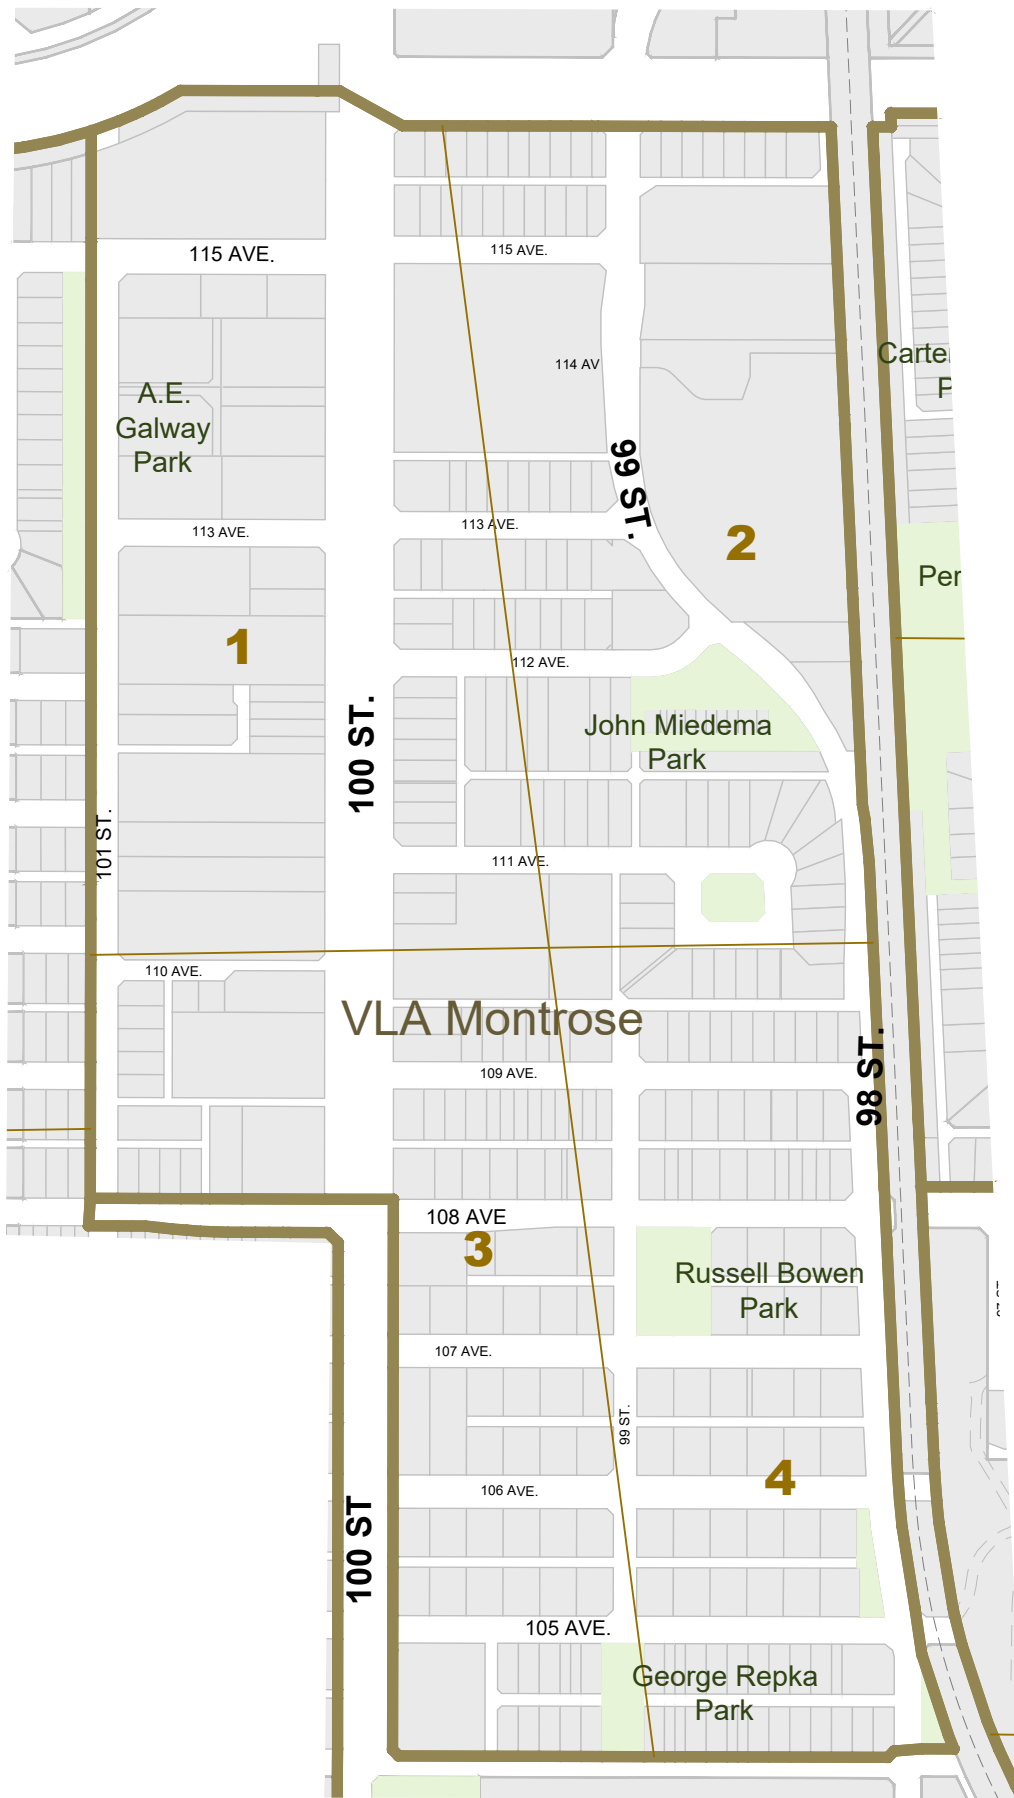 115 AVE.
115 AVE.
Carter
P
114 AV
A.E.
Galway
Park
99 ST.
113 AVE.
113 AVE.
2
Per
1
112 AVE.
100 ST.
John Miedema
Park
101 ST.
111 AVE.
110 AVE.
VLA Montrose
109 AVE.
98 ST.
108 AVE
3
Russell Bowen
Park
107 AVE.
99 ST.
4
106 AVE.
100 ST
105 AVE.
George Repka
Park